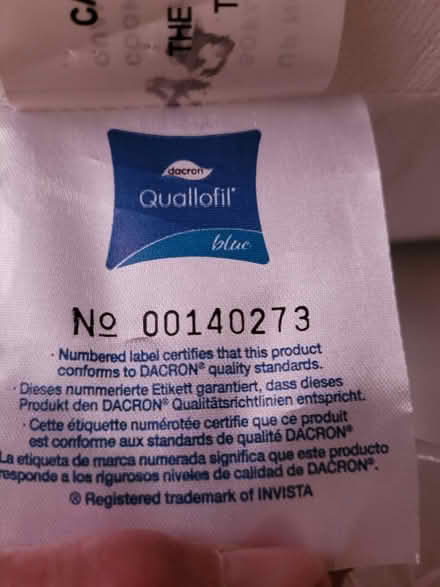 CA
THE
T
dacron
Quallofil®
blue
Nº 00140273
· Numbered label certifies that this product
conforms to DACRON® quality standards.
· Dieses nummerierte Etikett garantiert, dass dieses
Produkt den DACRON® Qualitätsrichtlinien entspricht.
· Cette étiquette numérotée certifie que ce produit
est conforme aux standards de qualité DACRON®
La etiqueta de marca numerada significa que este producto
responde a los rigurosos niveles de calidad de DACRON®.
® Registered trademark of INVISTA